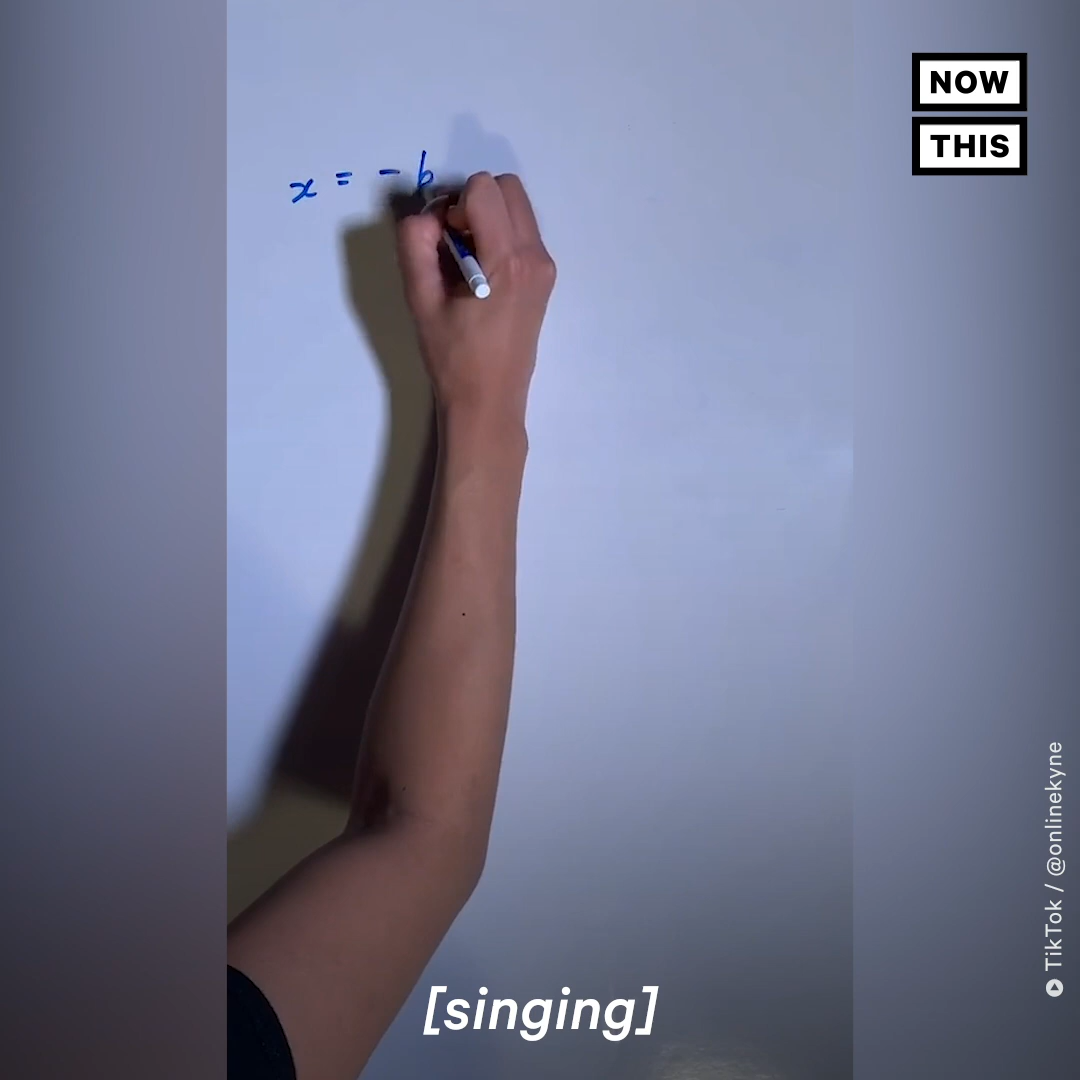 NOW
THIS
x = - b
TikTok / @onlinekyne
[singing]